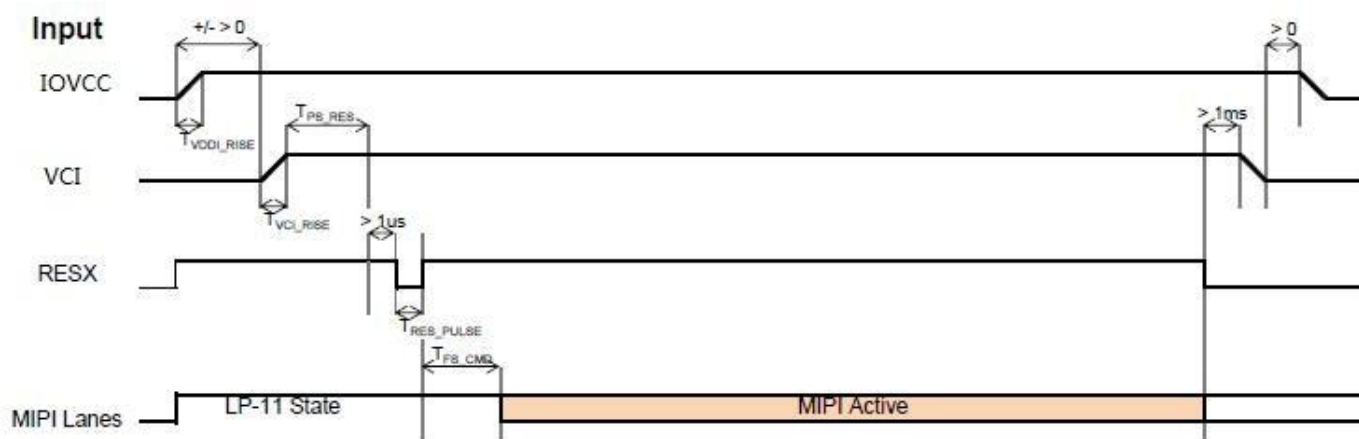 Input
+/- > 0
> 0
IOVCC
T_PS_RES
> 1ms
T_VDDI_RISE
VCI
T_VCI_RISE
> 1us
RESX
T_RES_PULSE
T_FS_CMD
LP-11 State
MIPI Active
MIPI Lanes